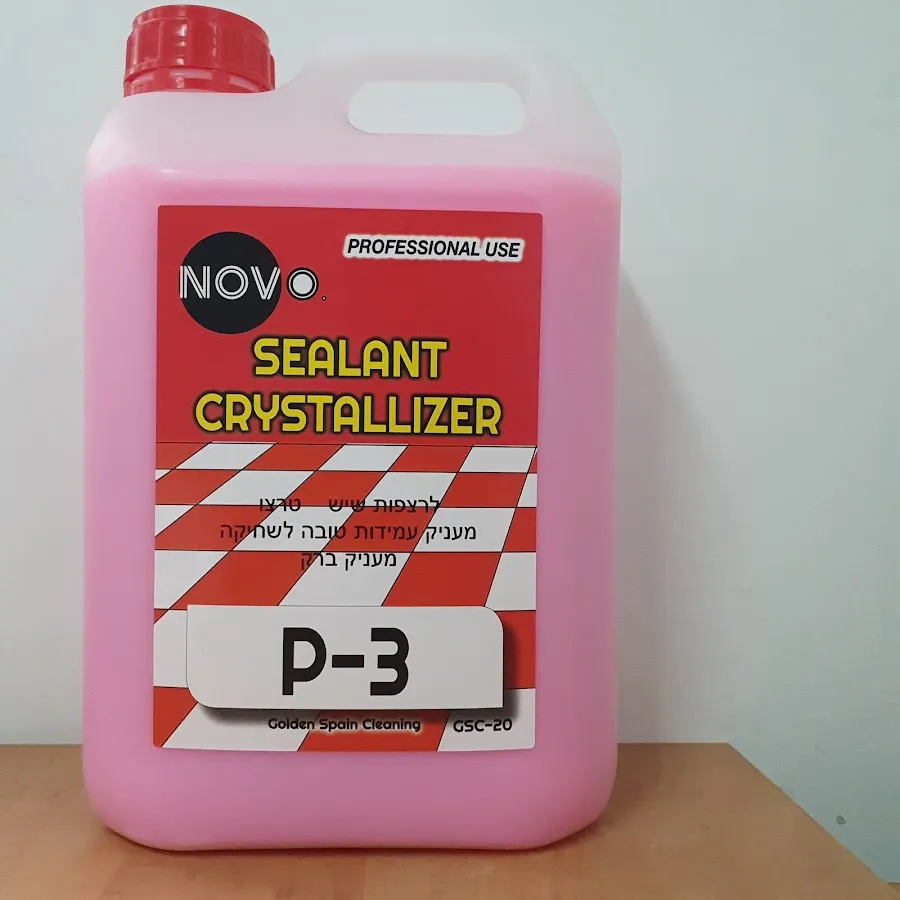 PROFESSIONAL USE
NOVO
SEALANT
CRYSTALLIZER
לרצפות שיש טרצו
מעניק עמידות טובה לשחיקה
מעניק ברק
P-3
Golden Spain Cleaning GSC-20